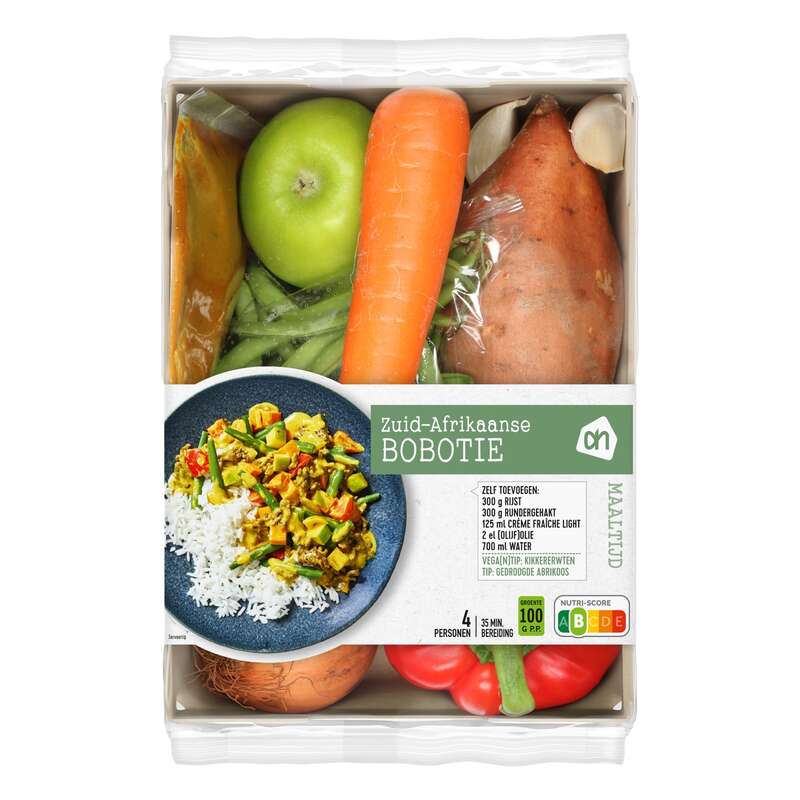 Zuid-Afrikaanse
BOBOTIE
ah
MAALTIJD
ZELF TOEVOEGEN:
300 g RIJST
300 g RUNDERGEHAKT
125 ml CRÈME FRAÎCHE LIGHT
2 el (OLIJF)OLIE
700 ml WATER
VEGA(N)TIP: KIKKERERWTEN
TIP: GEDROOGDE ABRIKOOS
4
PERSONEN
35 MIN.
BEREIDING
GROENTE
100
G P.P.
NUTRI-SCORE
A B C D E
Serveertip